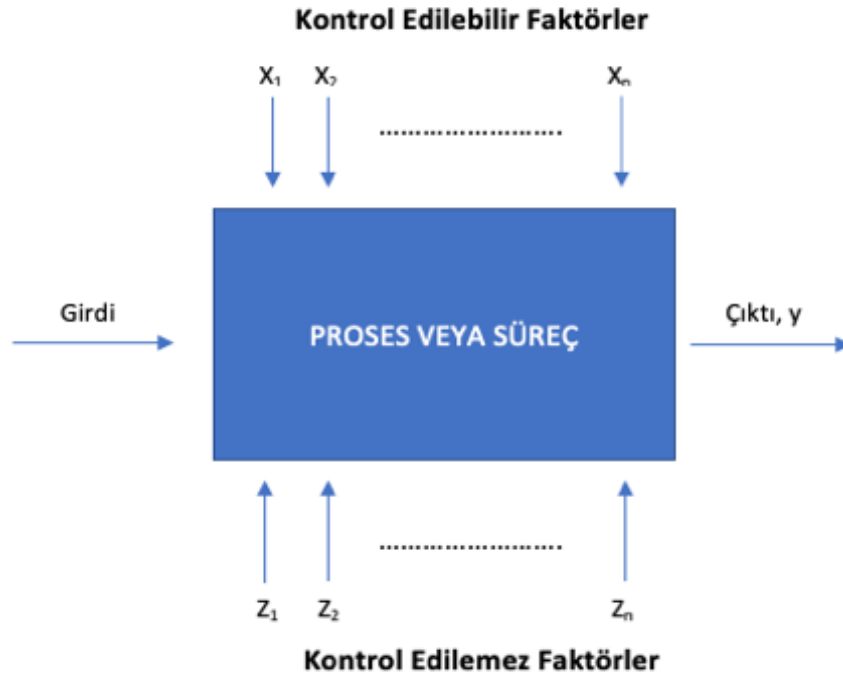 Kontrol Edilebilir Faktörler
X₁ X₂ Xₙ
……………………….
Girdi
PROSES VEYA SÜREÇ
Çıktı, y
……………………….
Z₁ Z₂ Zₙ
Kontrol Edilemez Faktörler